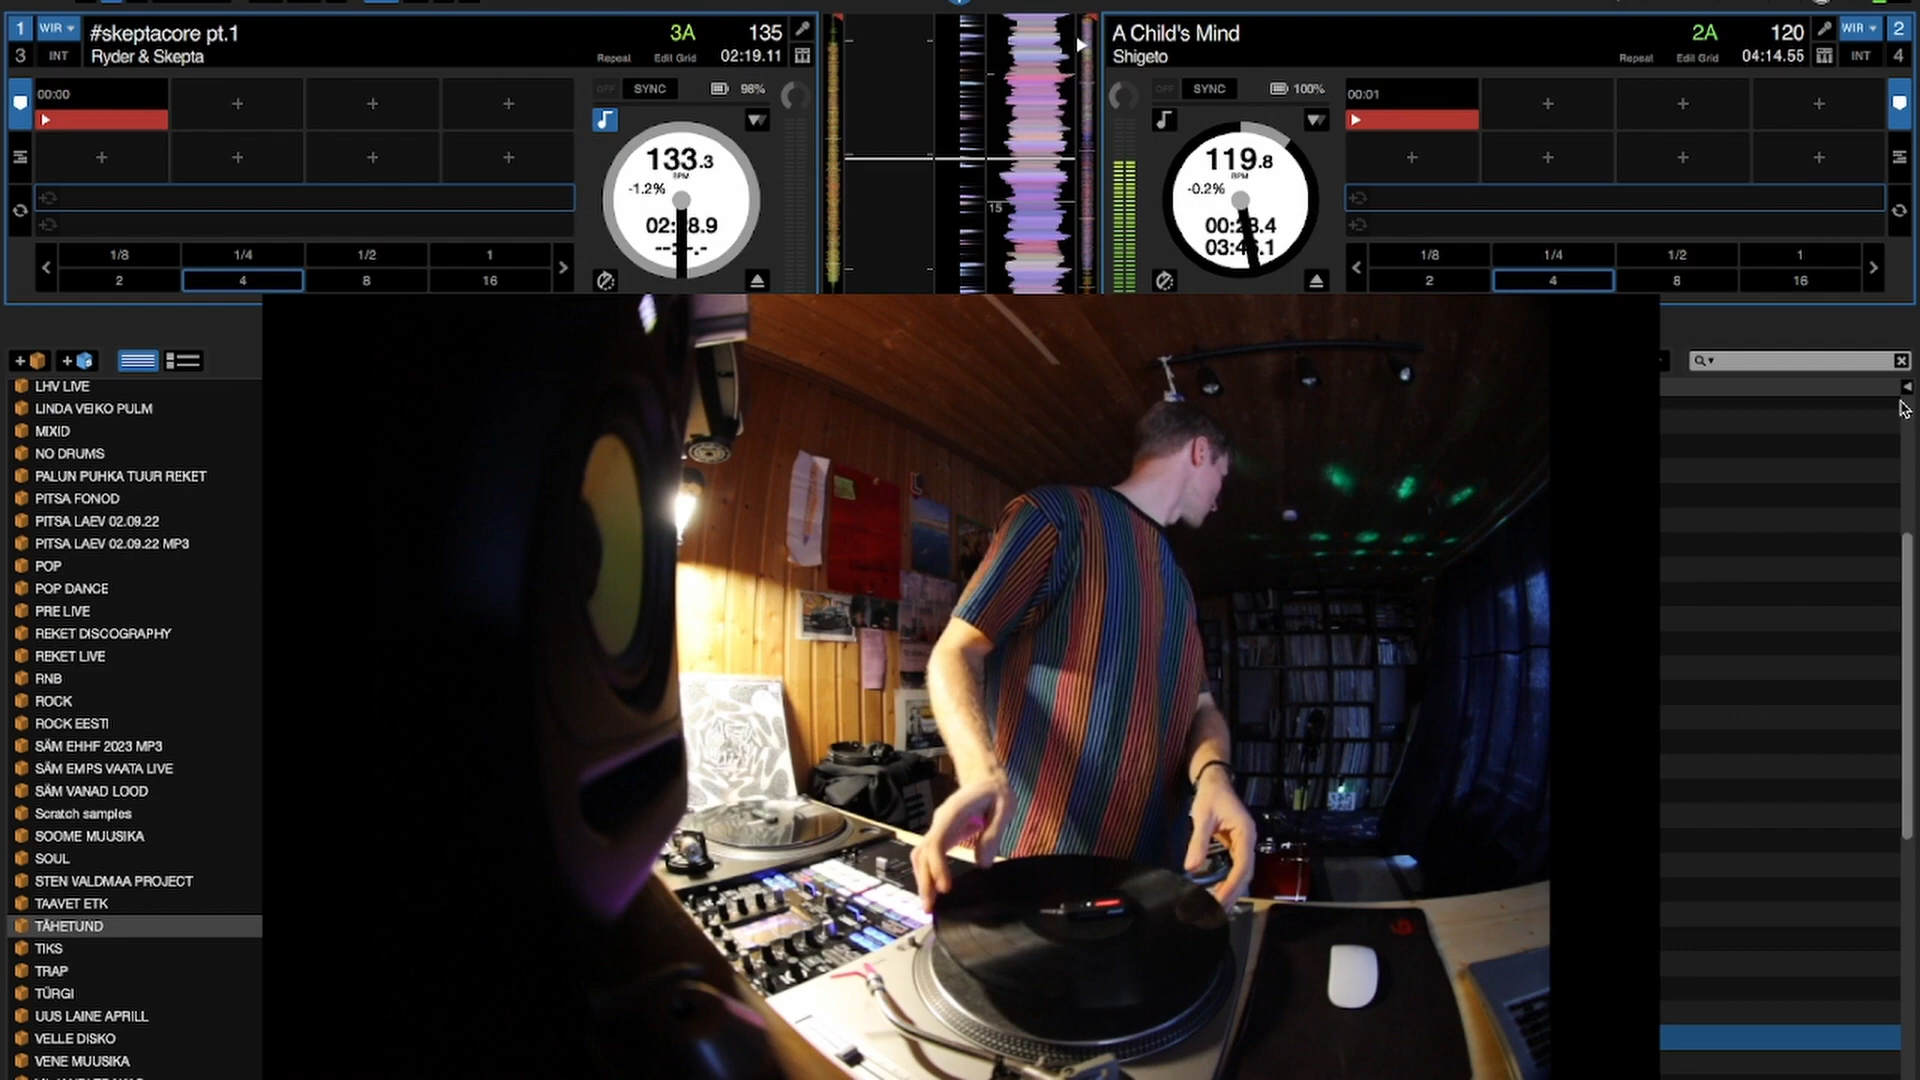 1 WIR #skeptacore pt.1 3A 135
3 INT Ryder & Skepta Repeat Edit Grid 02:19.11
A Child's Mind 2A 120 WIR 2
Shigeto Repeat Edit Grid 04:14.55 INT 4
00:00
OFF SYNC 98%
133.3
BPM
-1.2%
1/8 1/4 1/2 1
2 4 8 16
15
OFF SYNC 100%
00:01
119.8
BPM
-0.2%
1/8 1/4 1/2 1
2 4 8 16
LHV LIVE
LINDA VEIKO PULM
MIXID
NO DRUMS
PALUN PUHKA TUUR REKET
PITSA FONOD
PITSA LAEV 02.09.22
PITSA LAEV 02.09.22 MP3
POP
POP DANCE
PRE LIVE
REKET DISCOGRAPHY
REKET LIVE
RNB
ROCK
ROCK EESTI
SÄM EHHF 2023 MP3
SÄM EMPS VAATA LIVE
SÄM VANAD LOOD
Scratch samples
SOOME MUUSIKA
SOUL
STEN VALDMAA PROJECT
TAAVET ETK
TÄHETUND
TIKS
TRAP
TÜRGI
UUS LAINE APRILL
VELLE DISKO
VENE MUUSIKA